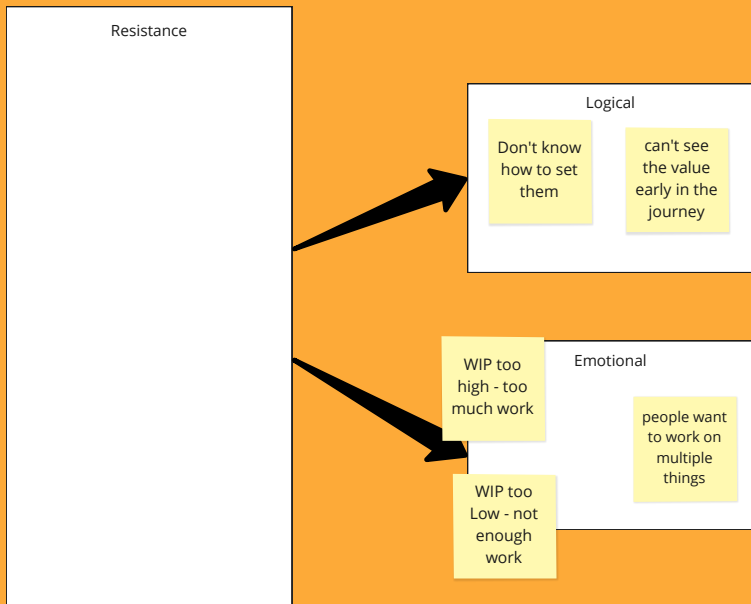 Resistance
Logical
Don't know
how to set
them
can't see
the value
early in the
journey
Emotional
WIP too
high - too
much work
people want
to work on
multiple
things
WIP too
Low - not
enough
work